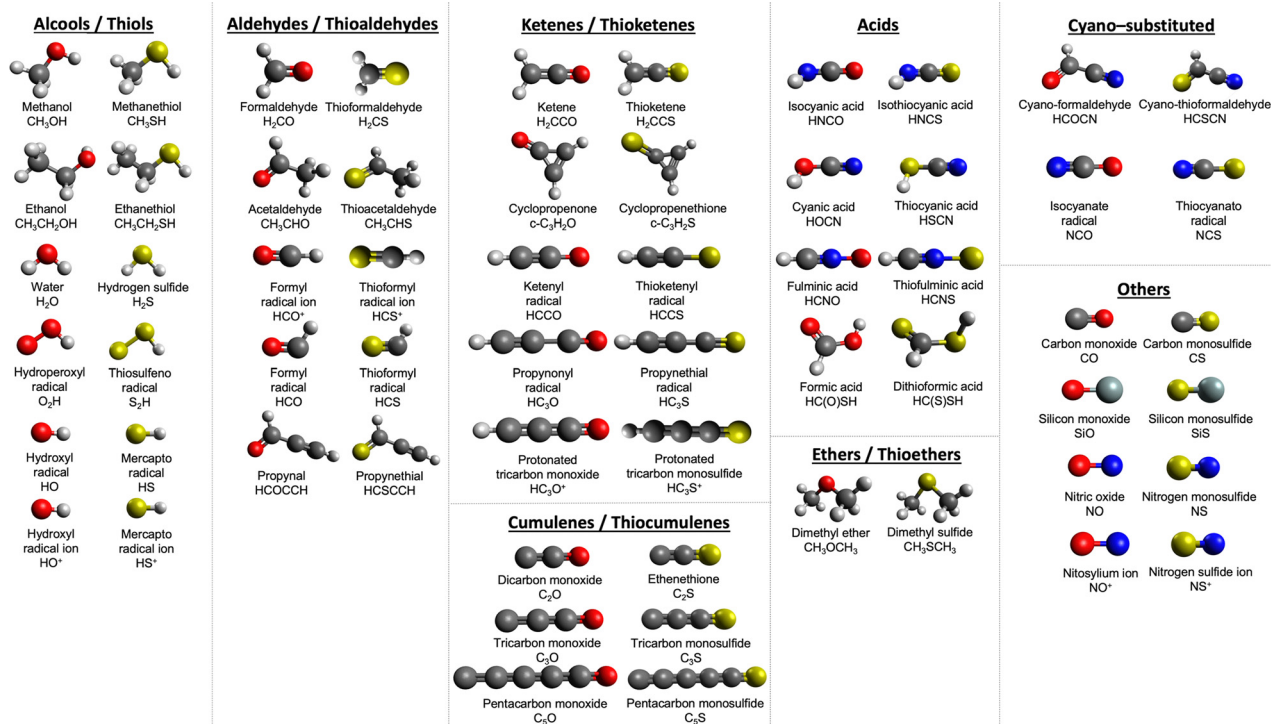 Alcools / Thiols
Methanol
CH₃OH
Methanethiol
CH₃SH
Ethanol
CH₃CH₂OH
Ethanethiol
CH₃CH₂SH
Water
H₂O
Hydrogen sulfide
H₂S
Hydroperoxyl
radical
O₂H
Thiosulfeno
radical
S₂H
Hydroxyl
radical
HO
Mercapto
radical
HS
Hydroxyl
radical ion
HO⁺
Mercapto
radical ion
HS⁺
Aldehydes / Thioaldehydes
Formaldehyde
H₂CO
Thioformaldehyde
H₂CS
Acetaldehyde
CH₃CHO
Thioacetaldehyde
CH₃CHS
Formyl
radical ion
HCO⁺
Thioformyl
radical ion
HCS⁺
Formyl
radical
HCO
Thioformyl
radical
HCS
Propynal
HCOCCH
Propynethial
HCSCCH
Ketenes / Thioketenes
Ketene
H₂CCO
Thioketene
H₂CCS
Cyclopropenone
c-C₃H₂O
Cyclopropenethione
c-C₃H₂S
Ketenyl
radical
HCCO
Thioketenyl
radical
HCCS
Propynonyl
radical
HC₃O
Propynethial
radical
HC₃S
Protonated
tricarbon monoxide
HC₃O⁺
Protonated
tricarbon monosulfide
HC₃S⁺
Cumulenes / Thiocumulenes
Dicarbon monoxide
C₂O
Ethenethione
C₂S
Tricarbon monoxide
C₃O
Tricarbon monosulfide
C₃S
Pentacarbon monoxide
C₅O
Pentacarbon monosulfide
C₅S
Acids
Isocyanic acid
HNCO
Isothiocyanic acid
HNCS
Cyanic acid
HOCN
Thiocyanic acid
HSCN
Fulminic acid
HCNO
Thiofulminic acid
HCNS
Formic acid
HC(O)SH
Dithioformic acid
HC(S)SH
Ethers / Thioethers
Dimethyl ether
CH₃OCH₃
Dimethyl sulfide
CH₃SCH₃
Cyano–substituted
Cyano-formaldehyde
HCOCN
Cyano-thioformaldehyde
HCSCN
Isocyanate
radical
NCO
Thiocyanato
radical
NCS
Others
Carbon monoxide
CO
Carbon monosulfide
CS
Silicon monoxide
SiO
Silicon monosulfide
SiS
Nitric oxide
NO
Nitrogen monosulfide
NS
Nitosylium ion
NO⁺
Nitrogen sulfide ion
NS⁺